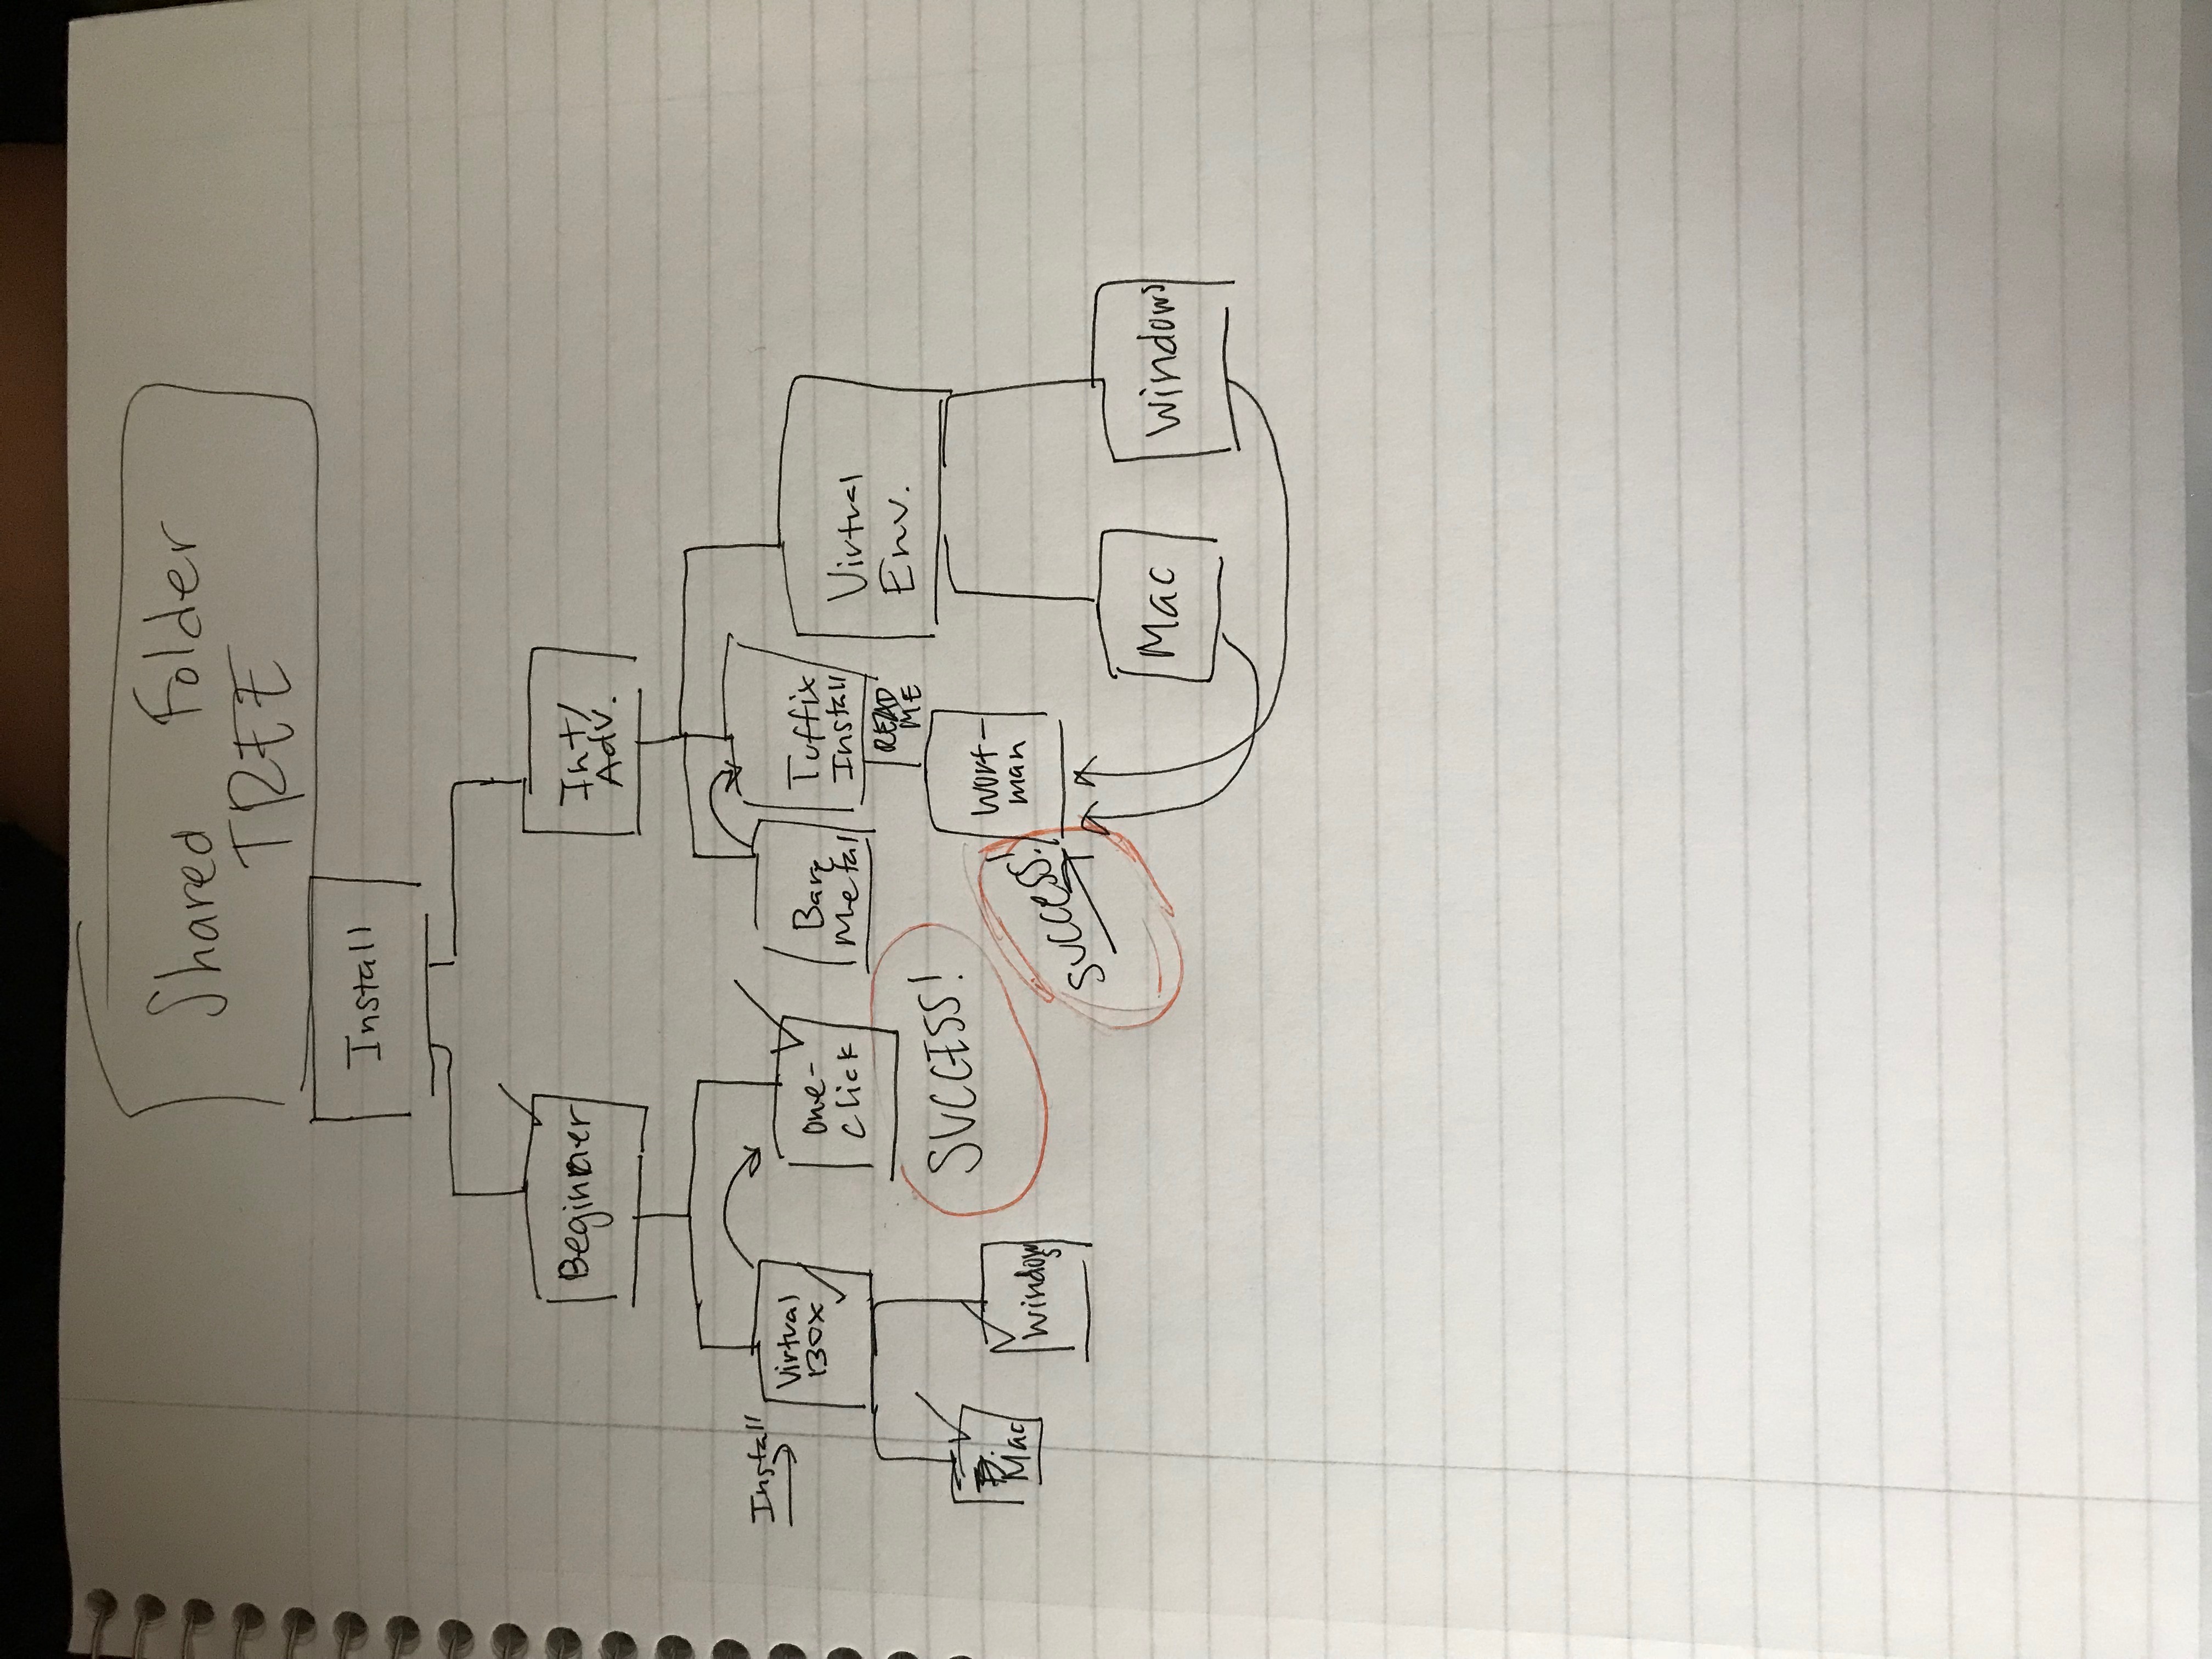 Shared Folder
TREE
Install
Beginner
Int/
Adv.
Install
Virtual
Box
One-
Click
Bare
Metal
Tuffix
Install
READ
ME
Virtual
Env.
SUCCESS!
Mac
Windows
Wort-
man
SUCCESS!
Mac
Windows